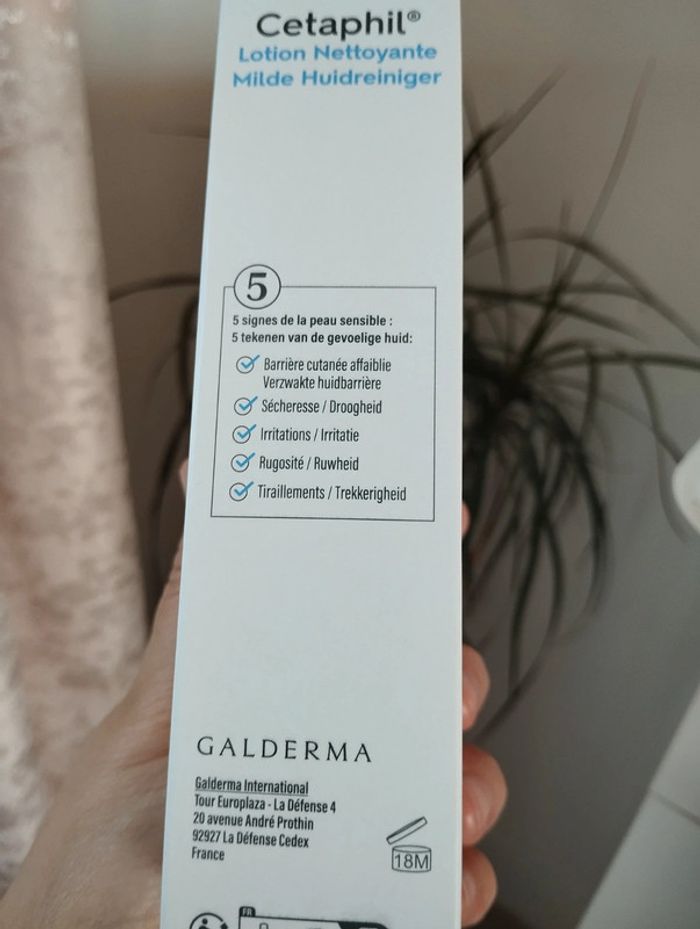 Cetaphil®
Lotion Nettoyante
Milde Huidreiniger
5
5 signes de la peau sensible :
5 tekenen van de gevoelige huid:
Barrière cutanée affaiblie
Verzwakte huidbarrière
Sécheresse / Droogheid
Irritations / Irritatie
Rugosité / Ruwheid
Tiraillements / Trekkerigheid
GALDERMA
Galderma International
Tour Europlaza - La Défense 4
20 avenue André Prothin
92927 La Défense Cedex
France
18M
FR